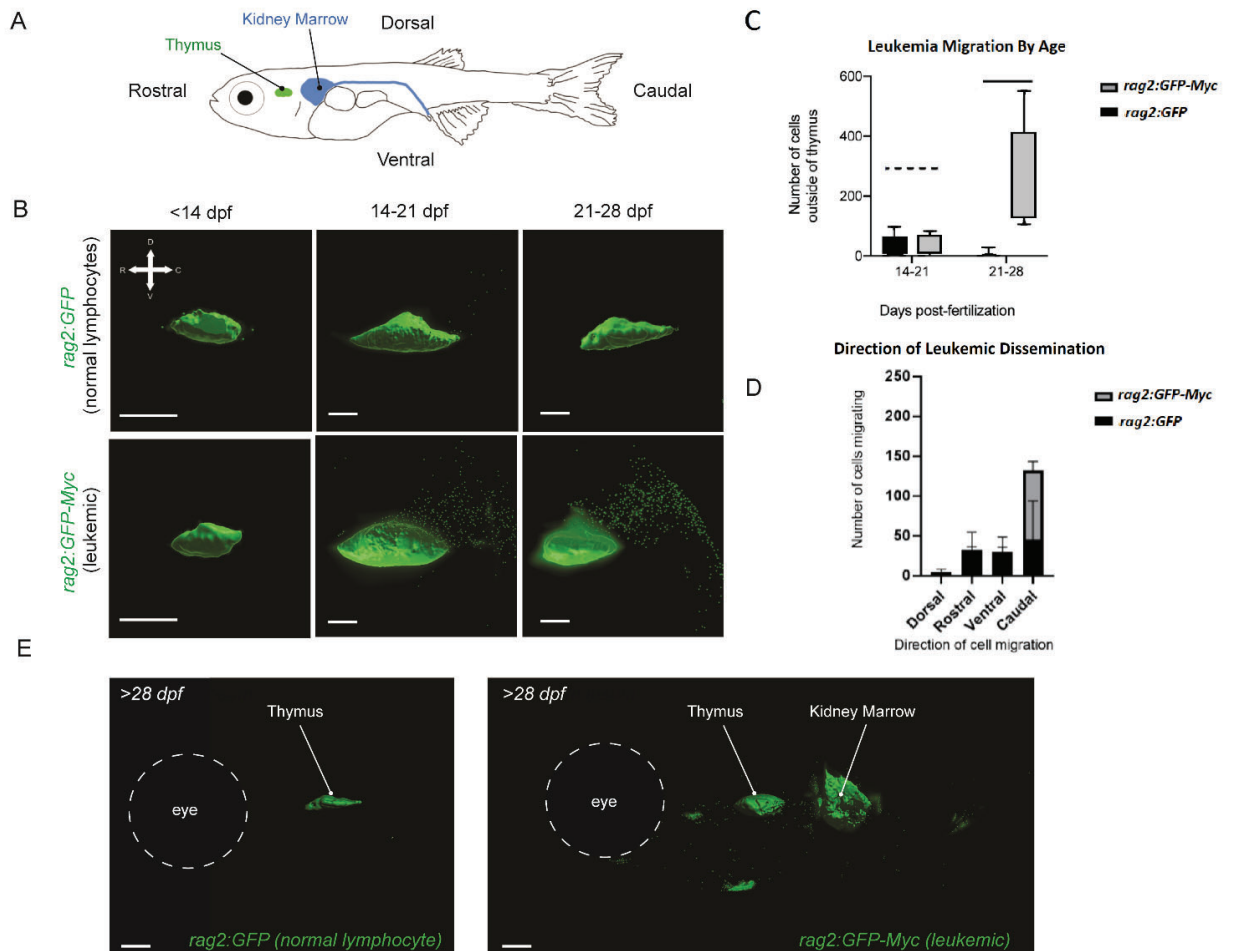 A
Kidney Marrow
Thymus
Dorsal
Rostral
Caudal
Ventral
B
<14 dpf
14-21 dpf
21-28 dpf
rag2:GFP
(normal lymphocytes)
D
R
C
V
rag2:GFP-Myc
(leukemic)
C
Leukemia Migration By Age
Number of cells
outside of thymus
600
400
200
0
14-21
21-28
Days post-fertilization
rag2:GFP-Myc
rag2:GFP
D
Direction of Leukemic Dissemination
Number of cells migrating
250
200
150
100
50
0
Dorsal
Rostral
Ventral
Caudal
Direction of cell migration
rag2:GFP-Myc
rag2:GFP
E
>28 dpf
Thymus
eye
rag2:GFP (normal lymphocyte)
>28 dpf
Thymus
Kidney Marrow
eye
rag2:GFP-Myc (leukemic)